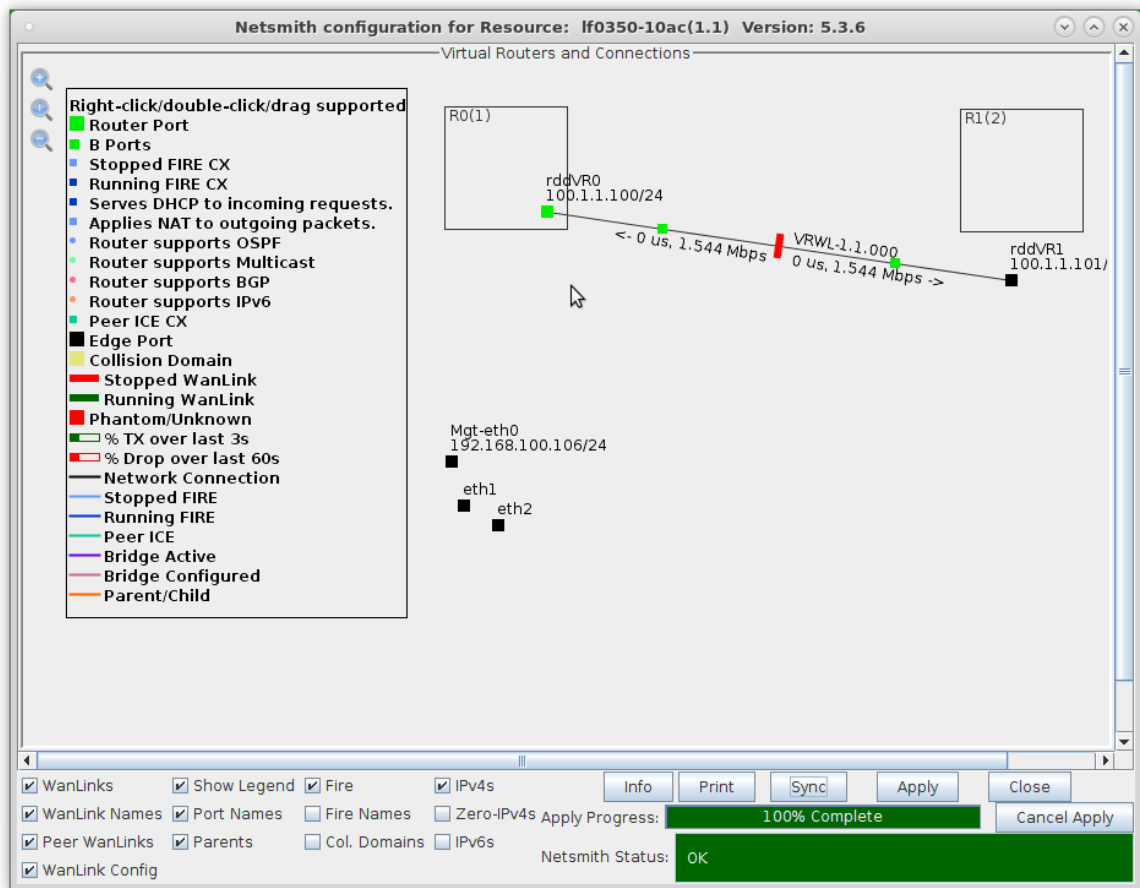 Netsmith configuration for Resource: lf0350-10ac(1.1) Version: 5.3.6
Virtual Routers and Connections
Right-click/double-click/drag supported
Router Port
B Ports
Stopped FIRE CX
Running FIRE CX
Serves DHCP to incoming requests.
Applies NAT to outgoing packets.
Router supports OSPF
Router supports Multicast
Router supports BGP
Router supports IPv6
Peer ICE CX
Edge Port
Collision Domain
Stopped WanLink
Running WanLink
Phantom/Unknown
% TX over last 3s
% Drop over last 60s
Network Connection
Stopped FIRE
Running FIRE
Peer ICE
Bridge Active
Bridge Configured
Parent/Child
R0(1)
R1(2)
rddVR0
100.1.1.100/24
<- 0 us, 1.544 Mbps
VRWL-1.1.000
0 us, 1.544 Mbps ->
rddVR1
100.1.1.101/
Mgt-eth0
192.168.100.106/24
eth1
eth2
WanLinks
Show Legend
Fire
IPv4s
Info
Print
Sync
Apply
Close
WanLink Names
Port Names
Fire Names
Zero-IPv4s
Apply Progress:
100% Complete
Cancel Apply
Peer WanLinks
Parents
Col. Domains
IPv6s
Netsmith Status:
OK
WanLink Config